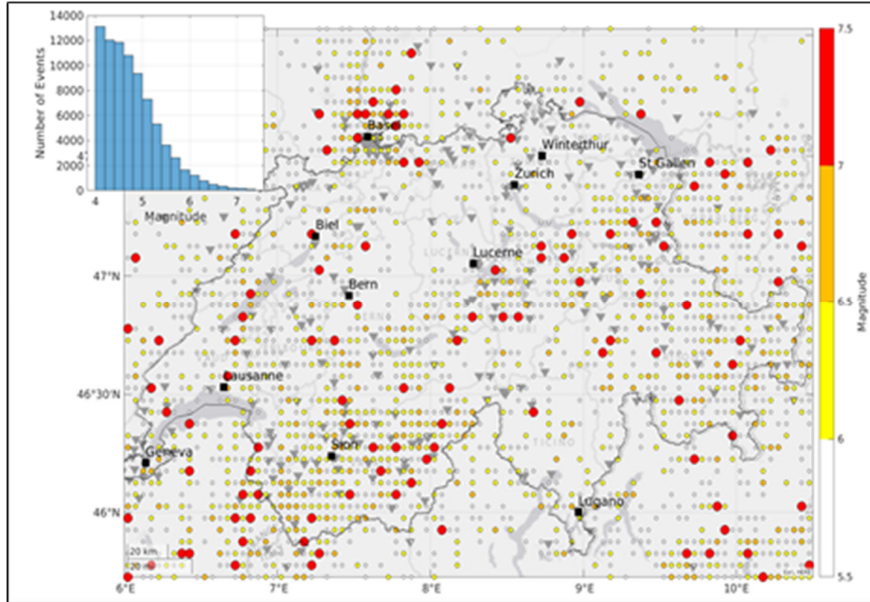 14000
12000
10000
8000
6000
4000
2000
0
Number of Events
4
5
6
7
Magnitude
Basel
Winterthur
Zurich
St Gallen
Biel
Lucerne
Bern
Lausanne
Sion
Geneva
Lugano
TICINO
47°N
46°30'N
46°N
20 km
6°E
7°E
8°E
9°E
10°E
7.5
7
6.5
6
5.5
Magnitude